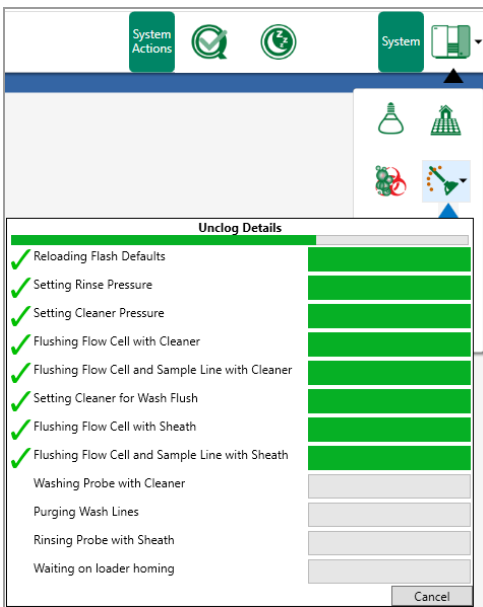 System
Actions
System
Unclog Details
Reloading Flash Defaults
Setting Rinse Pressure
Setting Cleaner Pressure
Flushing Flow Cell with Cleaner
Flushing Flow Cell and Sample Line with Cleaner
Setting Cleaner for Wash Flush
Flushing Flow Cell with Sheath
Flushing Flow Cell and Sample Line with Sheath
Washing Probe with Cleaner
Purging Wash Lines
Rinsing Probe with Sheath
Waiting on loader homing
Cancel